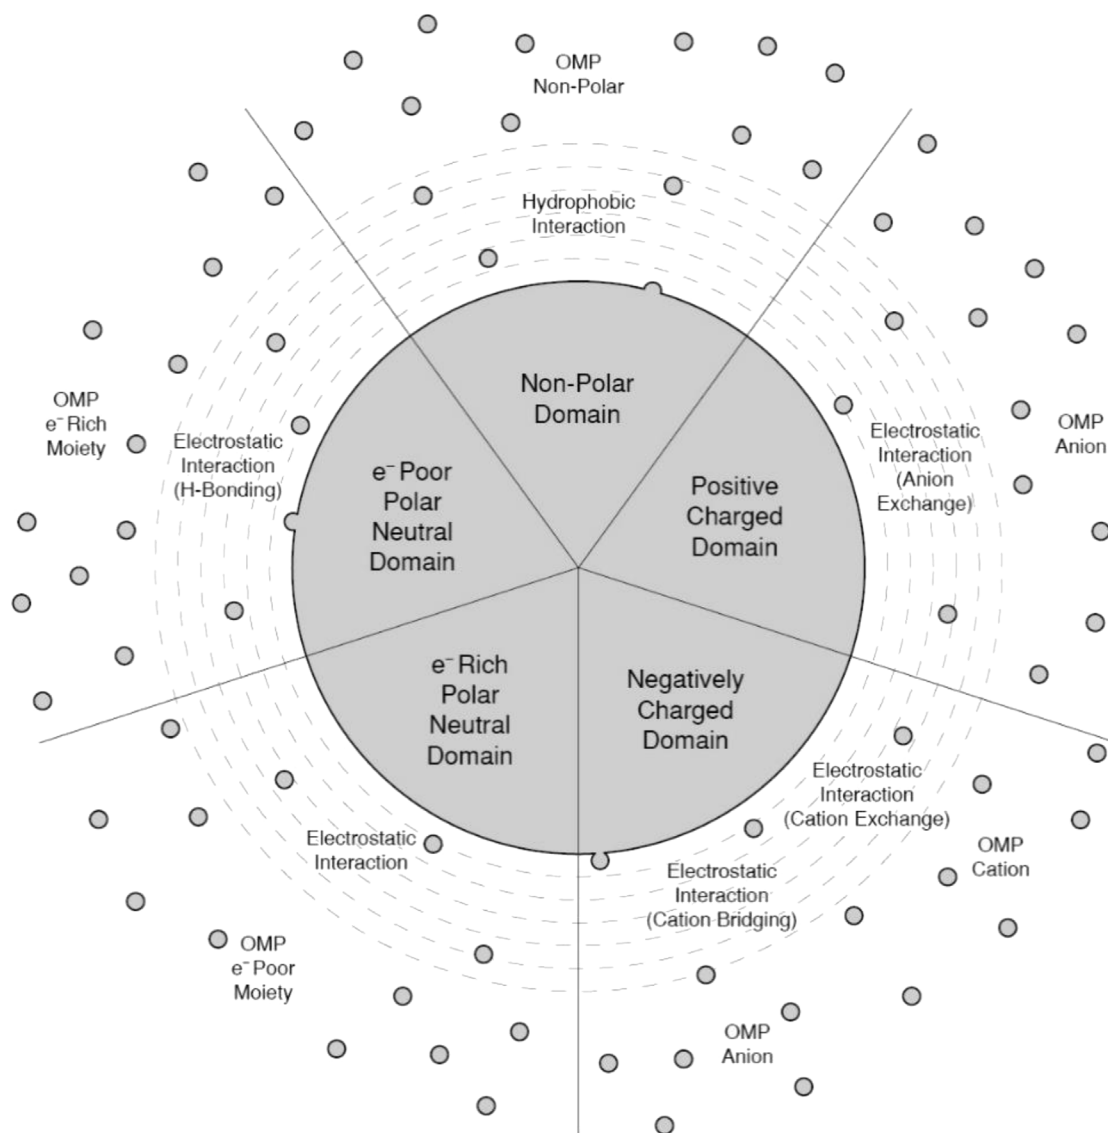 OMP
Non-Polar
Hydrophobic
Interaction
Non-Polar
Domain
OMP
e⁻ Rich
Moiety
Electrostatic
Interaction
(H-Bonding)
e⁻ Poor
Polar
Neutral
Domain
Positive
Charged
Domain
Electrostatic
Interaction
(Anion
Exchange)
OMP
Anion
e⁻ Rich
Polar
Neutral
Domain
Negatively
Charged
Domain
Electrostatic
Interaction
Electrostatic
Interaction
(Cation Exchange)
OMP
Cation
Electrostatic
Interaction
(Cation Bridging)
OMP
e⁻ Poor
Moiety
OMP
Anion